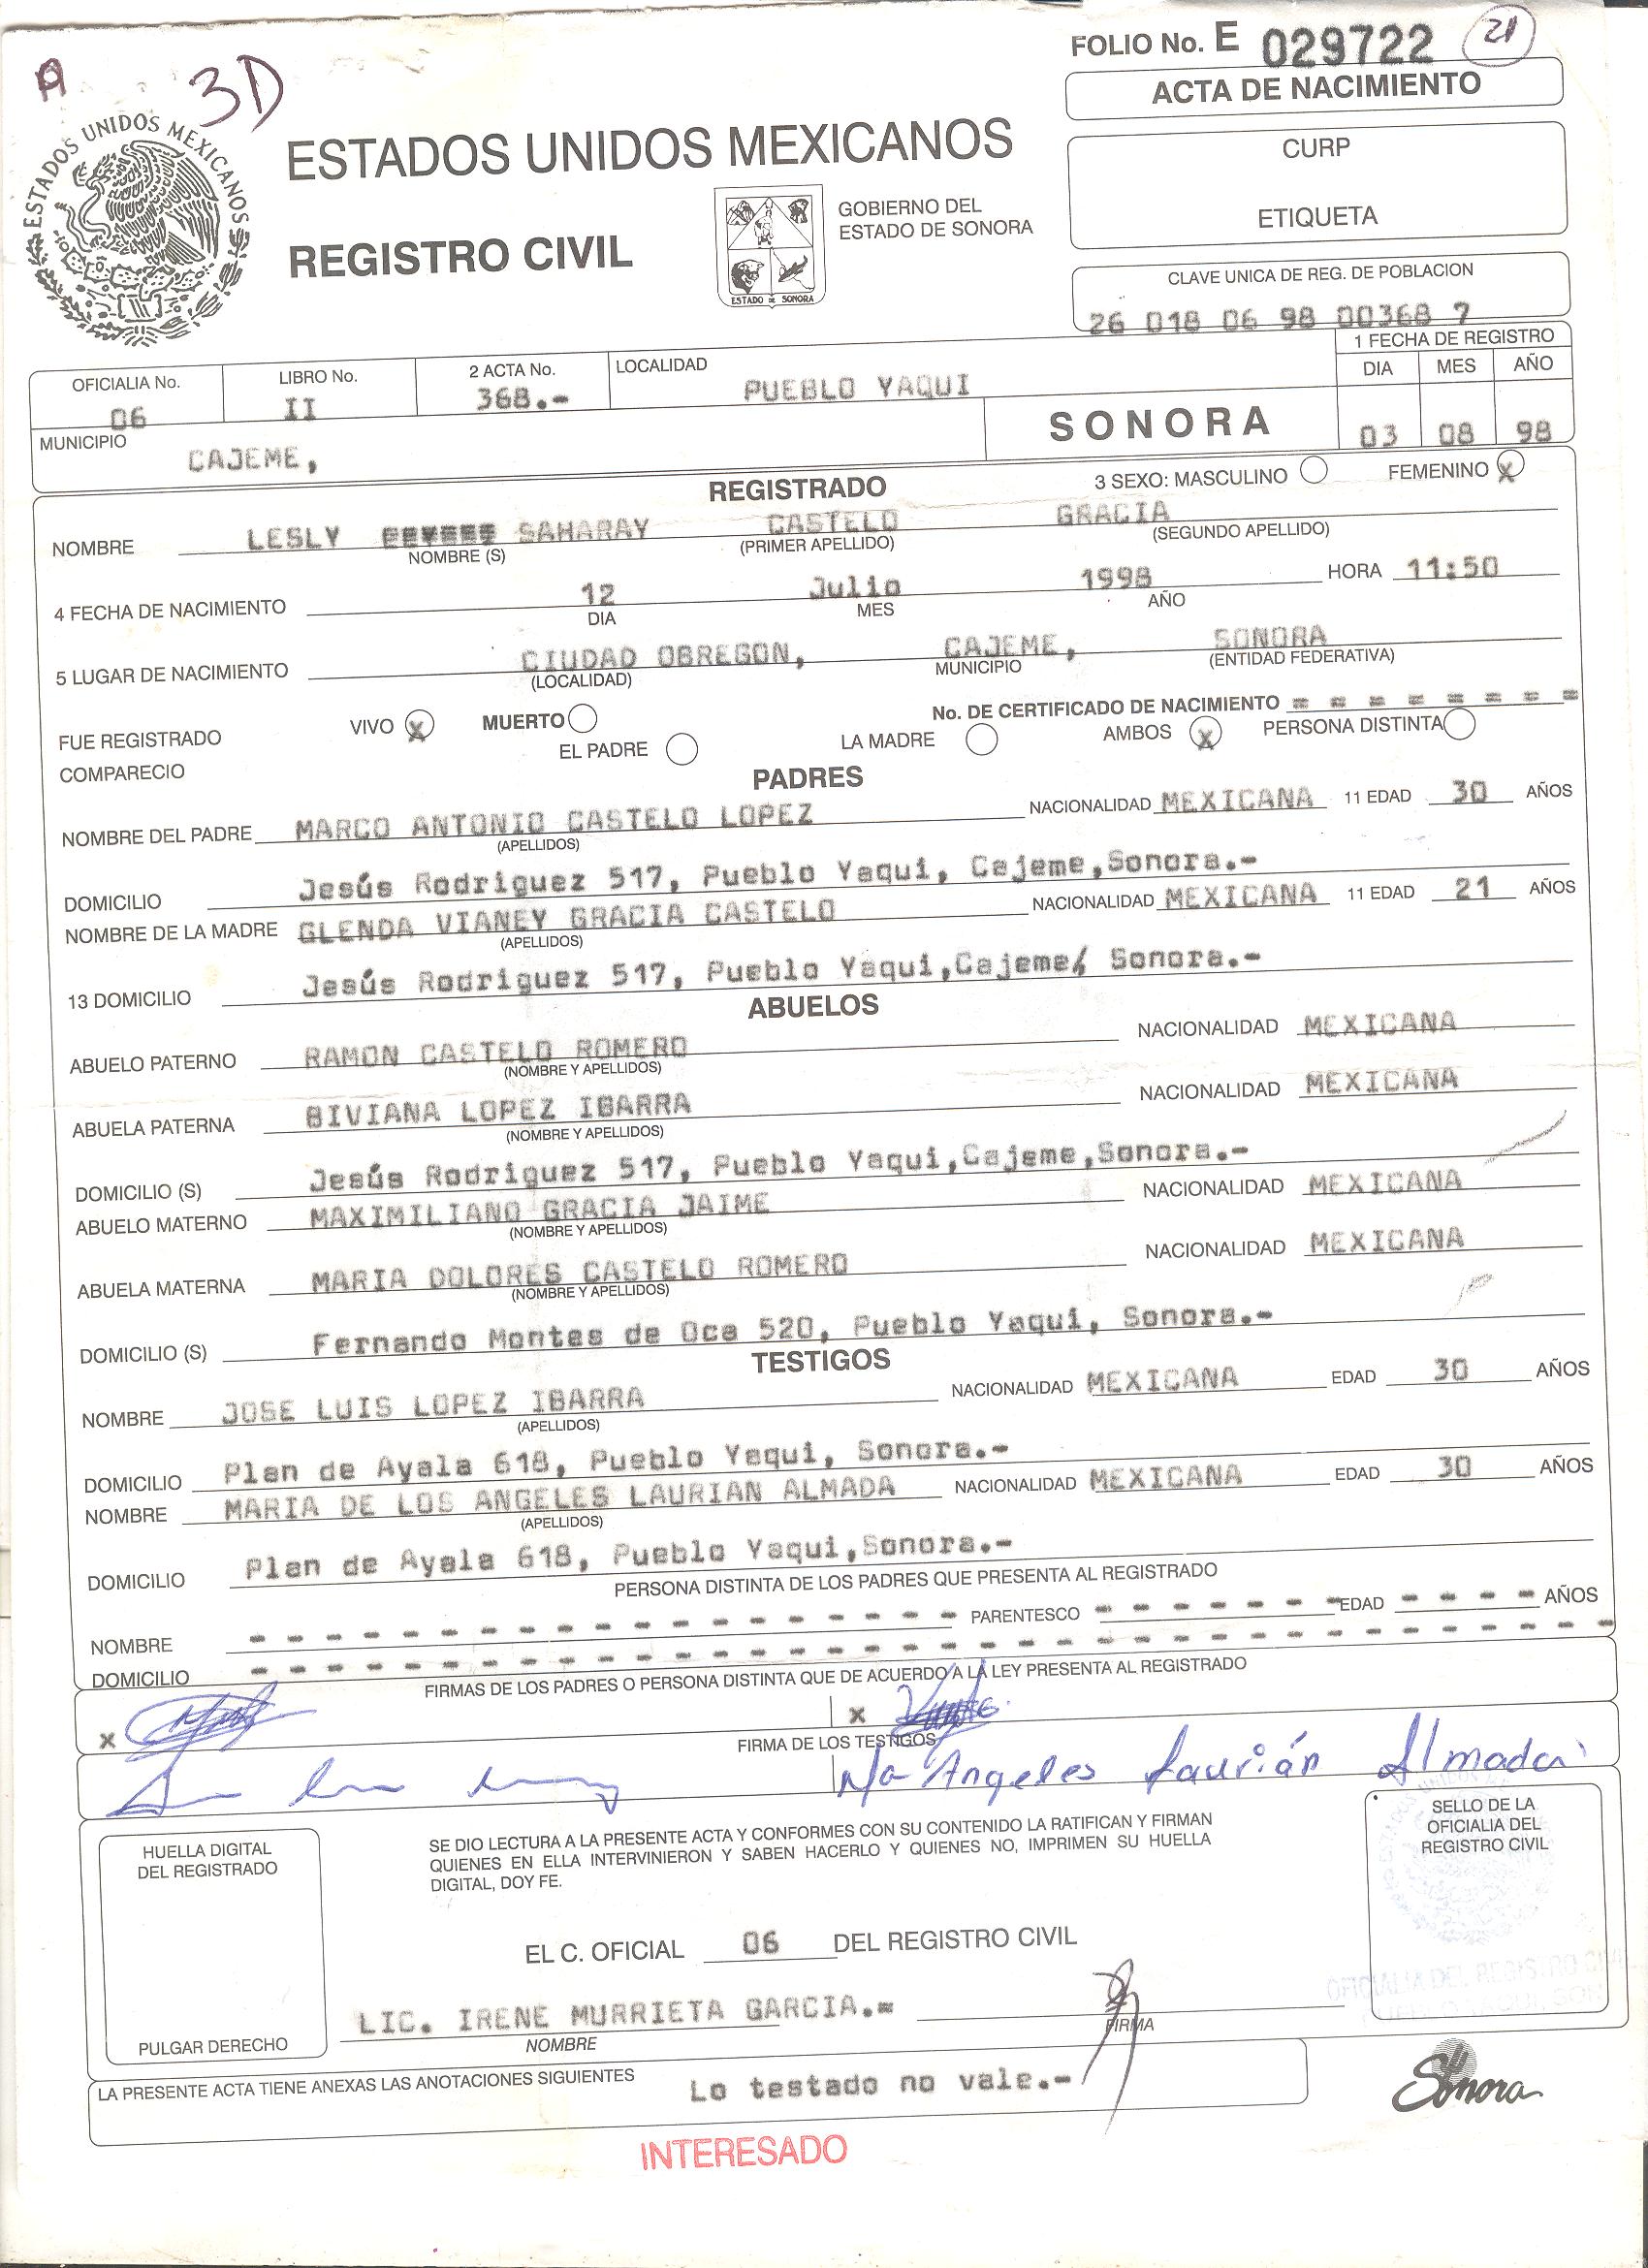 FOLIO No. E 029722 21
A 3D
ACTA DE NACIMIENTO
ESTADOS UNIDOS MEXICANOS
ESTADOS UNIDOS MEXICANOS
CURP
ETIQUETA
REGISTRO CIVIL
GOBIERNO DEL
ESTADO DE SONORA
ESTADO DE SONORA
CLAVE UNICA DE REG. DE POBLACION
26 018 06 98 00368 7
1 FECHA DE REGISTRO
OFICIALIA No. LIBRO No. 2 ACTA No. LOCALIDAD DIA MES AÑO
06 II 368.- PUEBLO YAQUI
MUNICIPIO CAJEME, SONORA 03 08 98
REGISTRADO 3 SEXO: MASCULINO FEMENINO X
NOMBRE LESLY SAHARAY CASTELO GRACIA
NOMBRE (S) (PRIMER APELLIDO) (SEGUNDO APELLIDO)
4 FECHA DE NACIMIENTO 12 Julio 1998 HORA 11:50
DIA MES AÑO
5 LUGAR DE NACIMIENTO CIUDAD OBREGON, CAJEME, SONORA
(LOCALIDAD) MUNICIPIO (ENTIDAD FEDERATIVA)
No. DE CERTIFICADO DE NACIMIENTO = = = = = = = =
FUE REGISTRADO VIVO X MUERTO
COMPARECIO EL PADRE LA MADRE AMBOS X PERSONA DISTINTA
PADRES
NOMBRE DEL PADRE MARCO ANTONIO CASTELO LOPEZ NACIONALIDAD MEXICANA 11 EDAD 30 AÑOS
(APELLIDOS)
DOMICILIO Jesús Rodriguez 517, Pueblo Yaqui, Cajeme,Sonora.-
NOMBRE DE LA MADRE GLENDA VIANEY GRACIA CASTELO NACIONALIDAD MEXICANA 11 EDAD 21 AÑOS
(APELLIDOS)
13 DOMICILIO Jesús Rodriguez 517, Pueblo Yaqui,Cajeme, Sonora.-
ABUELOS
ABUELO PATERNO RAMON CASTELO ROMERO NACIONALIDAD MEXICANA
(NOMBRE Y APELLIDOS)
ABUELA PATERNA BIVIANA LOPEZ IBARRA NACIONALIDAD MEXICANA
(NOMBRE Y APELLIDOS)
DOMICILIO (S) Jesús Rodriguez 517, Pueblo Yaqui,Cajeme,Sonora.-
ABUELO MATERNO MAXIMILIANO GRACIA JAIME NACIONALIDAD MEXICANA
(NOMBRE Y APELLIDOS)
ABUELA MATERNA MARIA DOLORES CASTELO ROMERO NACIONALIDAD MEXICANA
(NOMBRE Y APELLIDOS)
DOMICILIO (S) Fernando Montes de Oca 520, Pueblo Yaqui, Sonora.-
TESTIGOS
NOMBRE JOSE LUIS LOPEZ IBARRA NACIONALIDAD MEXICANA EDAD 30 AÑOS
(APELLIDOS)
DOMICILIO Plan de Ayala 618, Pueblo Yaqui, Sonora.-
NOMBRE MARIA DE LOS ANGELES LAURIAN ALMADA NACIONALIDAD MEXICANA EDAD 30 AÑOS
(APELLIDOS)
DOMICILIO Plan de Ayala 618, Pueblo Yaqui,Sonora.-
PERSONA DISTINTA DE LOS PADRES QUE PRESENTA AL REGISTRADO
NOMBRE - - - - - - - - - - - - - - - - - - - PARENTESCO - - - - - - - EDAD - - - - AÑOS
DOMICILIO - - - - - - - - - - - - - - - - - - - - - - - - - - - - - - - - - - - -
FIRMAS DE LOS PADRES O PERSONA DISTINTA QUE DE ACUERDO A LA LEY PRESENTA AL REGISTRADO
X X
FIRMA DE LOS TESTIGOS
Ma Angeles Laurián Almada
HUELLA DIGITAL
DEL REGISTRADO
PULGAR DERECHO
SE DIO LECTURA A LA PRESENTE ACTA Y CONFORMES CON SU CONTENIDO LA RATIFICAN Y FIRMAN
QUIENES EN ELLA INTERVINIERON Y SABEN HACERLO Y QUIENES NO, IMPRIMEN SU HUELLA
DIGITAL, DOY FE.
SELLO DE LA
OFICIALIA DEL
REGISTRO CIVIL
EL C. OFICIAL 06 DEL REGISTRO CIVIL
OFICIALIA DEL REGISTRO CIVIL
LIC. IRENE MURRIETA GARCIA.=
NOMBRE FIRMA
LA PRESENTE ACTA TIENE ANEXAS LAS ANOTACIONES SIGUIENTES Lo testado no vale.-
Sonora
INTERESADO